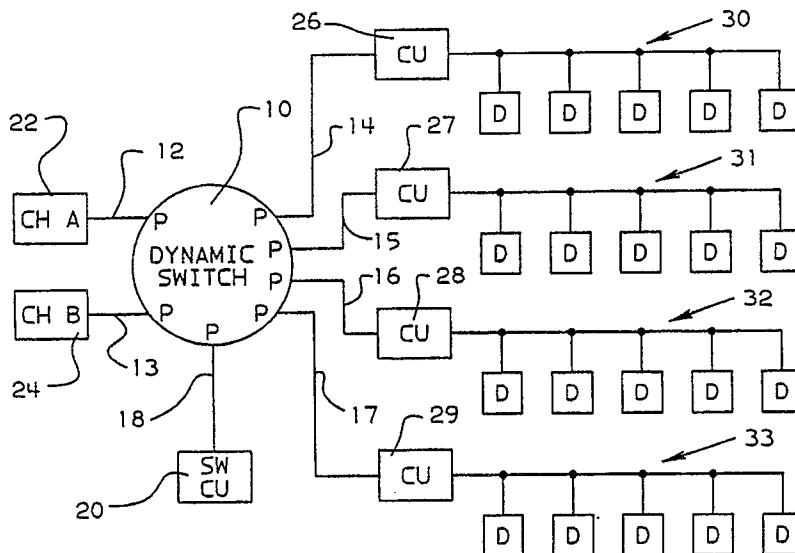 26
CU
30
D D D D D
22
10
14
27
12
CU
31
CH A
P
P
15
D D D D D
P
DYNAMIC
SWITCH
P
16
28
32
CH B
P
P
P
CU
24
13
D D D D D
18
17
29
33
SW
CU
CU
20
D D D D D